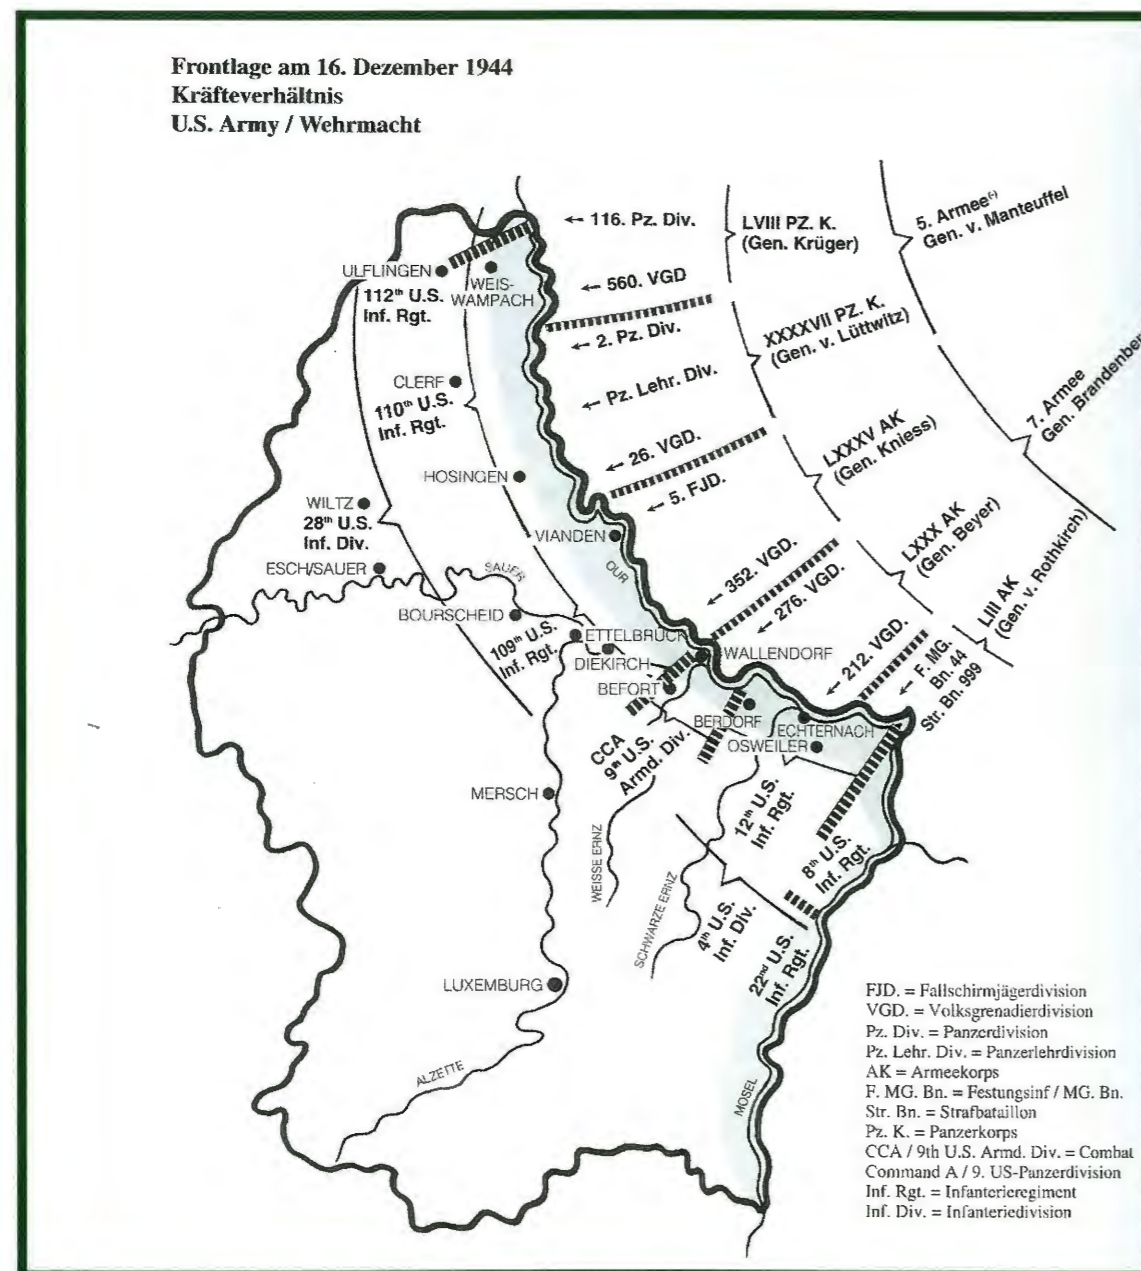 Frontlage am 16. Dezember 1944
Kräfteverhältnis
U.S. Army / Wehrmacht
116. Pz. Div.
LVIII PZ. K.
(Gen. Krüger)
5. Armee(-)
Gen. v. Manteuffel
ULFLINGEN
WEIS-
WAMPACH
112th U.S.
Inf. Rgt.
560. VGD
2. Pz. Div.
XXXXVII PZ. K.
(Gen. v. Lüttwitz)
CLERF
110th U.S.
Inf. Rgt.
Pz. Lehr. Div.
7. Armee
Gen. Brandenber
HOSINGEN
26. VGD.
5. FJD.
LXXXV AK
(Gen. Kniess)
WILTZ
28th U.S.
Inf. Div.
VIANDEN
OUR
ESCH/SAUER
SAUER
352. VGD.
276. VGD.
LXXX AK
(Gen. Beyer)
BOURSCHEID
109th U.S.
Inf. Rgt.
ETTELBRÜCK
DIEKIRCH
WALLENDORF
212. VGD.
LIII AK
(Gen. v. Rothkirch)
F. MG.
Bn. 44
Str. Bn. 999
BEFORT
BERDORF
ECHTERNACH
OSWEILER
CCA
9th U.S.
Armd. Div.
MERSCH
12th U.S.
Inf. Rgt.
8th U.S.
Inf. Rgt.
WEISSE ERNZ
SCHWARZE ERNZ
4th U.S.
Inf. Div.
22nd U.S.
Inf. Rgt.
LUXEMBURG
ALZETTE
MOSEL
FJD. = Fallschirmjägerdivision
VGD. = Volksgrenadierdivision
Pz. Div. = Panzerdivision
Pz. Lehr. Div. = Panzerlehrdivision
AK = Armeekorps
F. MG. Bn. = Festungsinf / MG. Bn.
Str. Bn. = Strafbataillon
Pz. K. = Panzerkorps
CCA / 9th U.S. Armd. Div. = Combat
Command A / 9. US-Panzerdivision
Inf. Rgt. = Infanterieregiment
Inf. Div. = Infanteriedivision